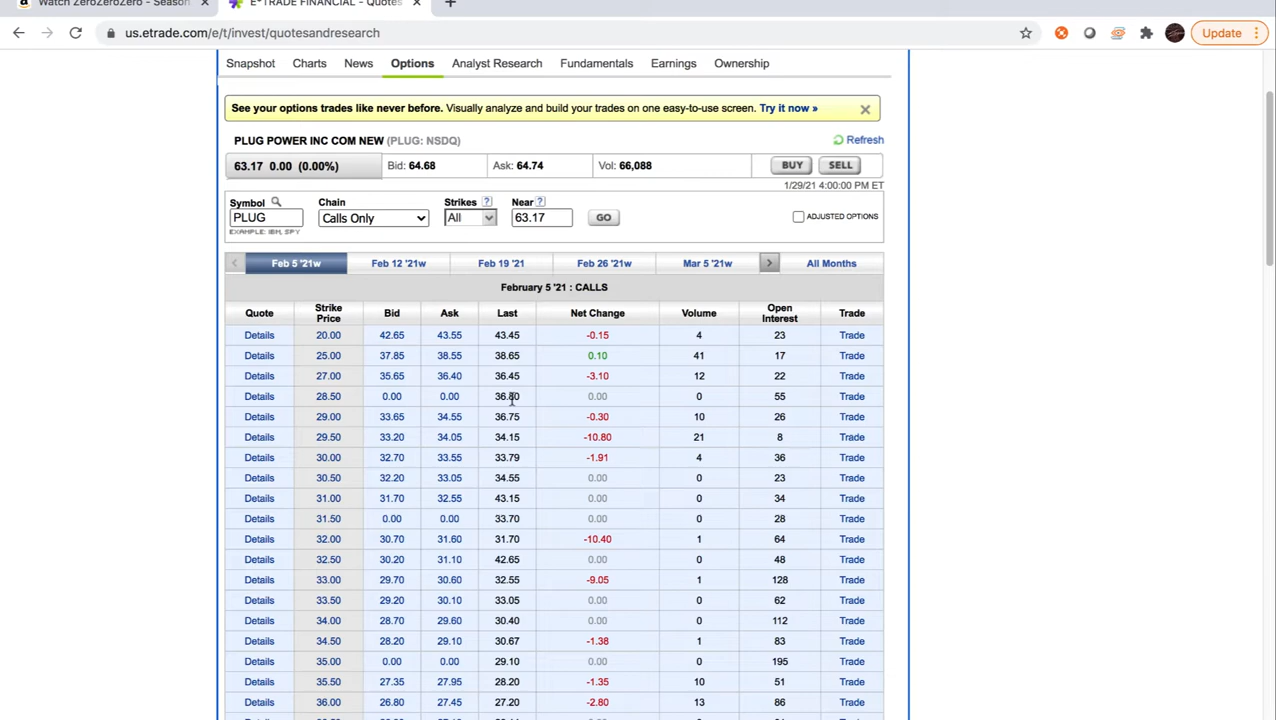 Watch ZeroZeroZero - Season
E*TRADE FINANCIAL - Quotes
us.etrade.com/e/t/invest/quotesandresearch
Update
Snapshot Charts News Options Analyst Research Fundamentals Earnings Ownership
See your options trades like never before. Visually analyze and build your trades on one easy-to-use screen. Try it now »
PLUG POWER INC COM NEW (PLUG: NSDQ)
Refresh
63.17 0.00 (0.00%) Bid: 64.68 Ask: 64.74 Vol: 66,088 BUY SELL
1/29/21 4:00:00 PM ET
Symbol Chain Strikes ? Near ?
PLUG Calls Only All 63.17 GO ADJUSTED OPTIONS
EXAMPLE: IBM, SPY
Feb 5 '21w Feb 12 '21w Feb 19 '21 Feb 26 '21w Mar 5 '21w > All Months
February 5 '21 : CALLS
Quote Strike Price Bid Ask Last Net Change Volume Open Interest Trade
Details 20.00 42.65 43.55 43.45 -0.15 4 23 Trade
Details 25.00 37.85 38.55 38.65 0.10 41 17 Trade
Details 27.00 35.65 36.40 36.45 -3.10 12 22 Trade
Details 28.50 0.00 0.00 0.00 0 55 Trade
Details 29.00 33.65 34.55 36.75 -0.30 10 26 Trade
Details 29.50 33.20 34.05 34.15 -10.80 21 8 Trade
Details 30.00 32.70 33.55 33.79 -1.91 4 36 Trade
Details 30.50 32.20 33.05 34.55 0.00 0 23 Trade
Details 31.00 31.70 32.55 43.15 0.00 0 34 Trade
Details 31.50 0.00 0.00 33.70 0.00 0 28 Trade
Details 32.00 30.70 31.60 31.70 -10.40 1 64 Trade
Details 32.50 30.20 31.10 42.65 0.00 0 48 Trade
Details 33.00 29.70 30.60 32.55 -9.05 1 128 Trade
Details 33.50 29.20 30.10 33.05 0.00 0 62 Trade
Details 34.00 28.70 29.60 30.40 0.00 0 112 Trade
Details 34.50 28.20 29.10 30.67 -1.38 1 83 Trade
Details 35.00 0.00 0.00 29.10 0.00 0 195 Trade
Details 35.50 27.35 27.95 28.20 -1.35 10 51 Trade
Details 36.00 26.80 27.45 27.20 -2.80 13 86 Trade